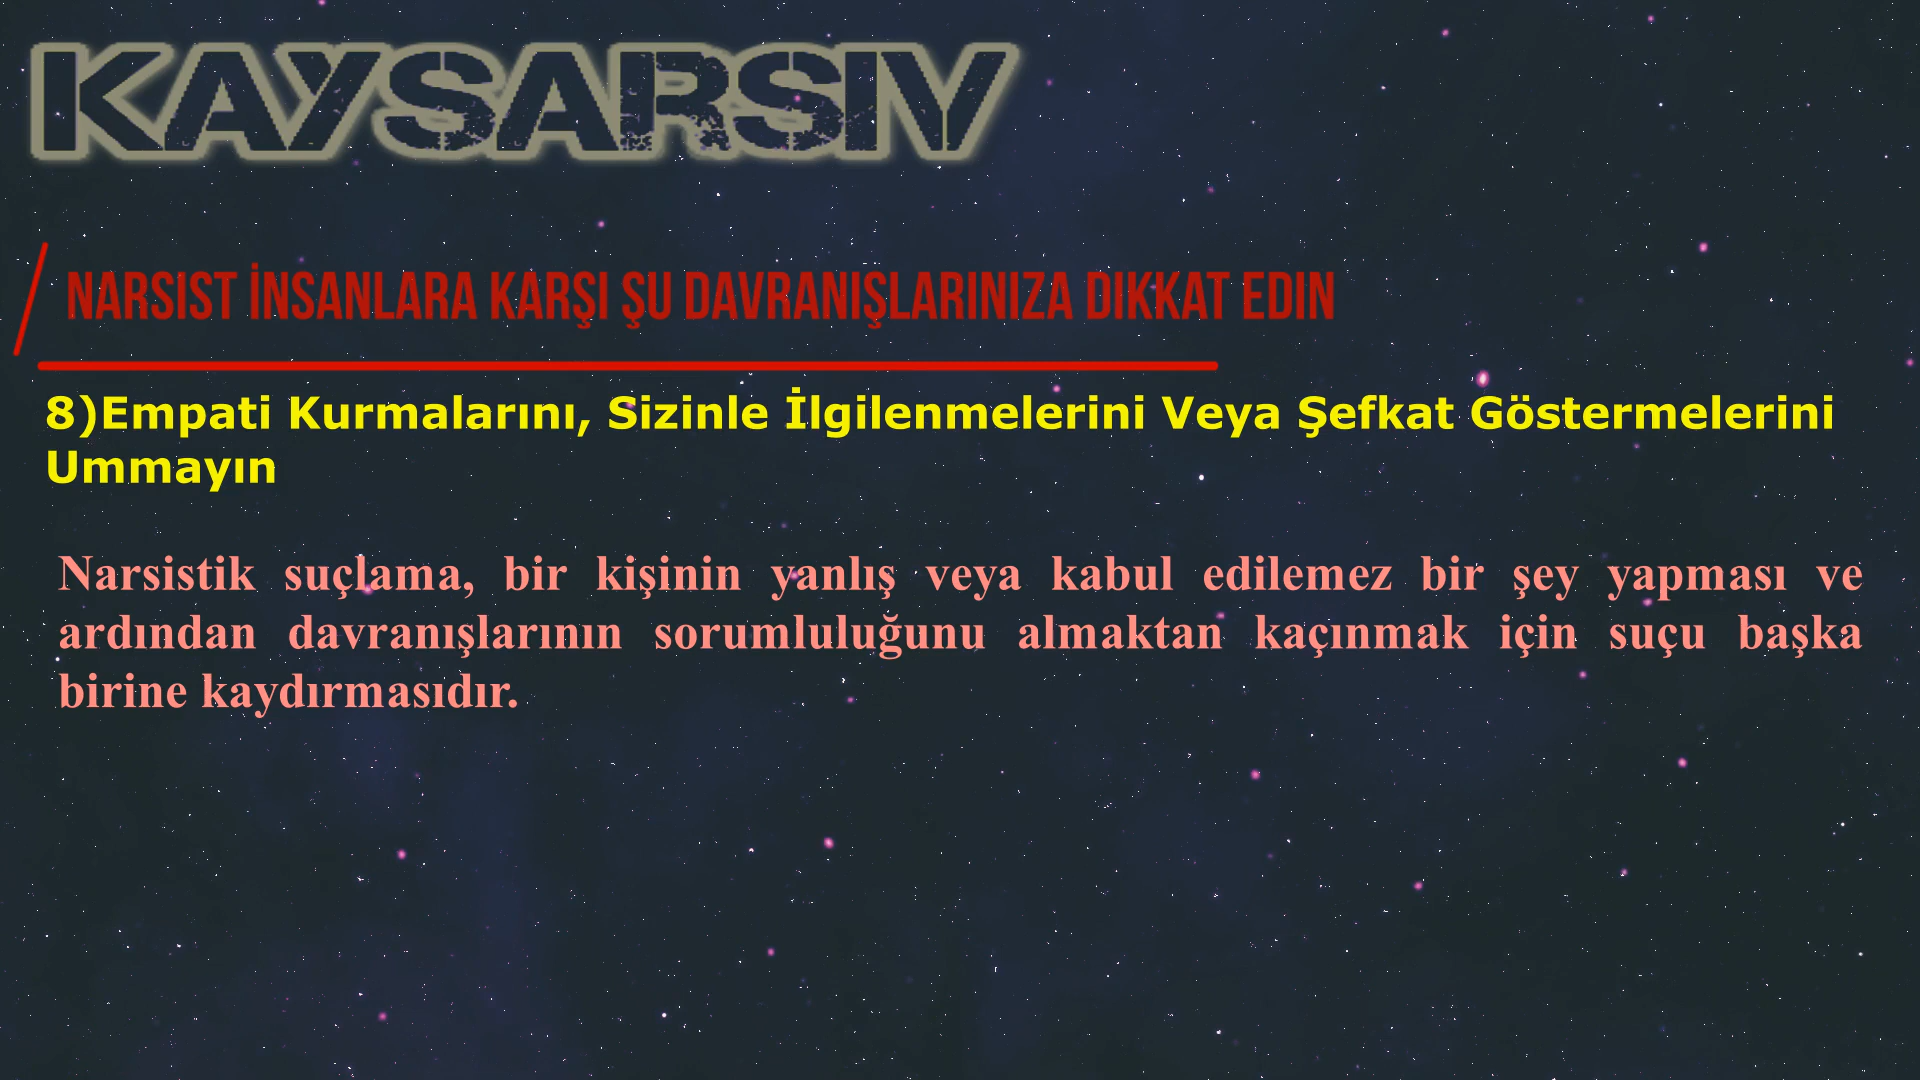 KAYSARSIV
NARSIST İNSANLARA KARŞI ŞU DAVRANIŞLARINIZA DIKKAT EDIN
8)Empati Kurmalarını, Sizinle İlgilenmelerini Veya Şefkat Göstermelerini
Ummayın
Narsistik suçlama, bir kişinin yanlış veya kabul edilemez bir şey yapması ve
ardından davranışlarının sorumluluğunu almaktan kaçınmak için suçu başka
birine kaydırmasıdır.